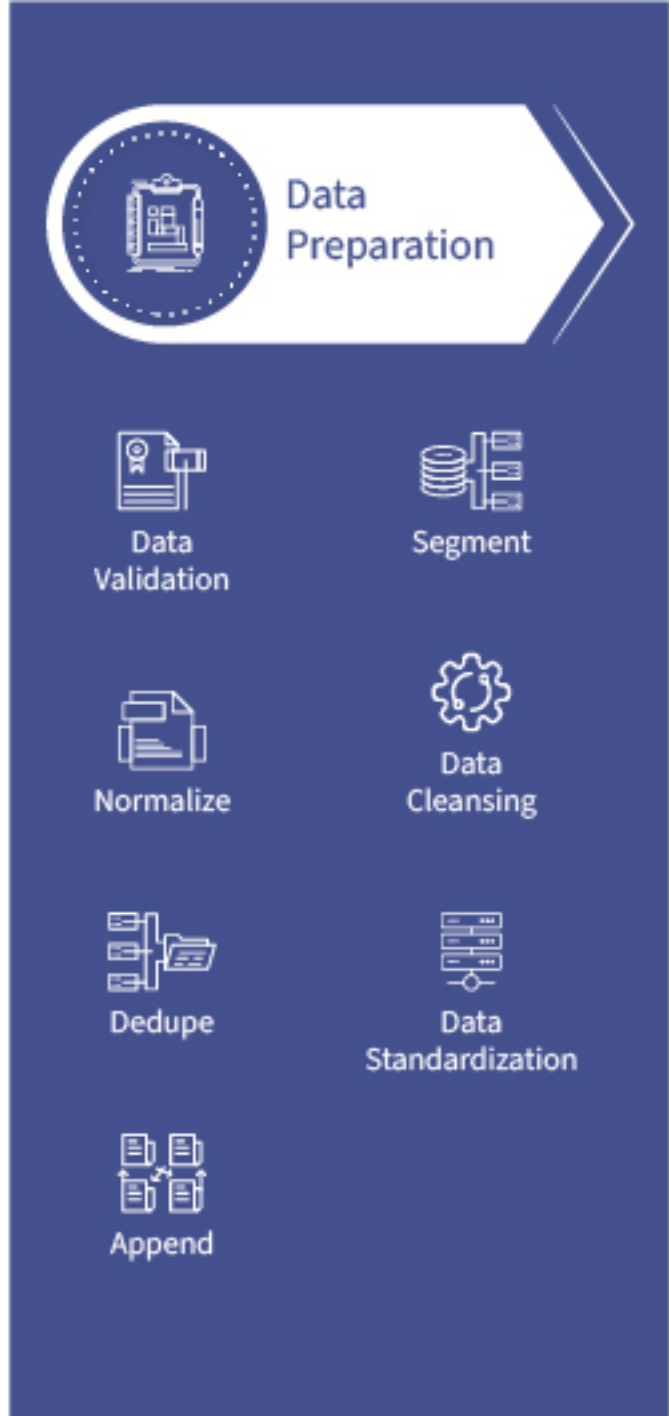 Data
Preparation
Data
Validation
Segment
Normalize
Data
Cleansing
Dedupe
Data
Standardization
Append